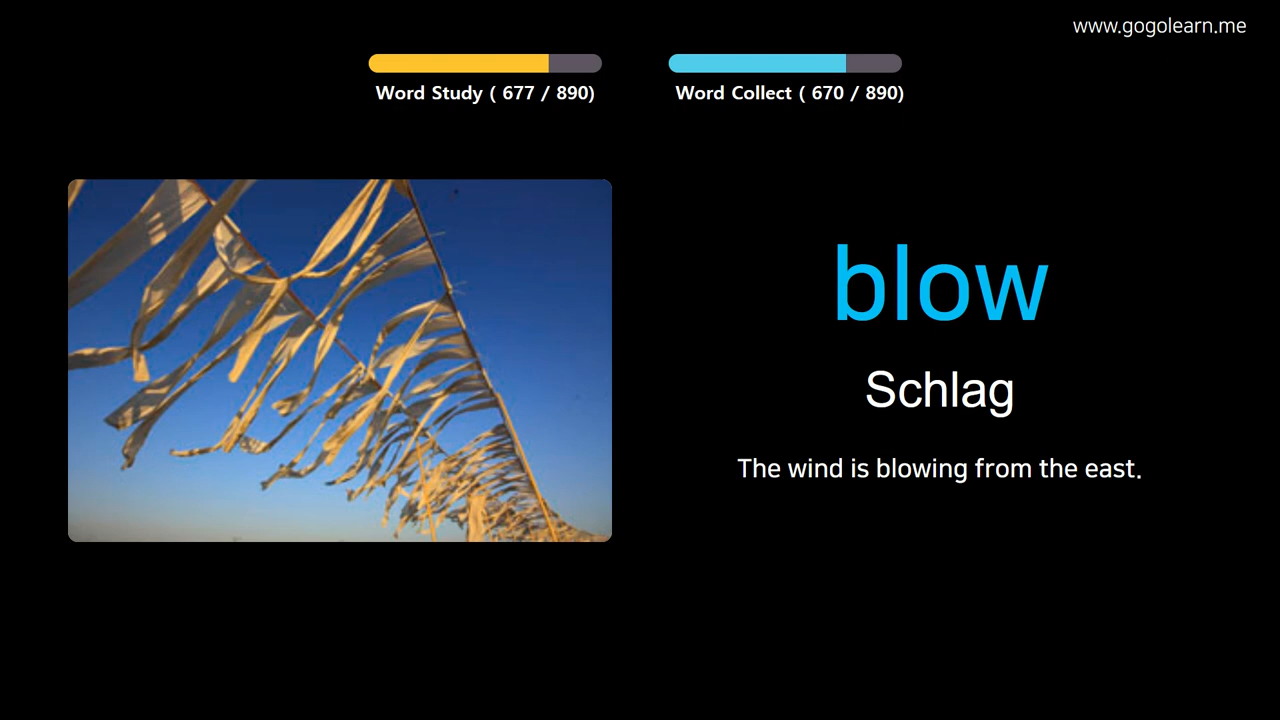 www.gogolearn.me
Word Study ( 677 / 890)
Word Collect ( 670 / 890)
blow
Schlag
The wind is blowing from the east.